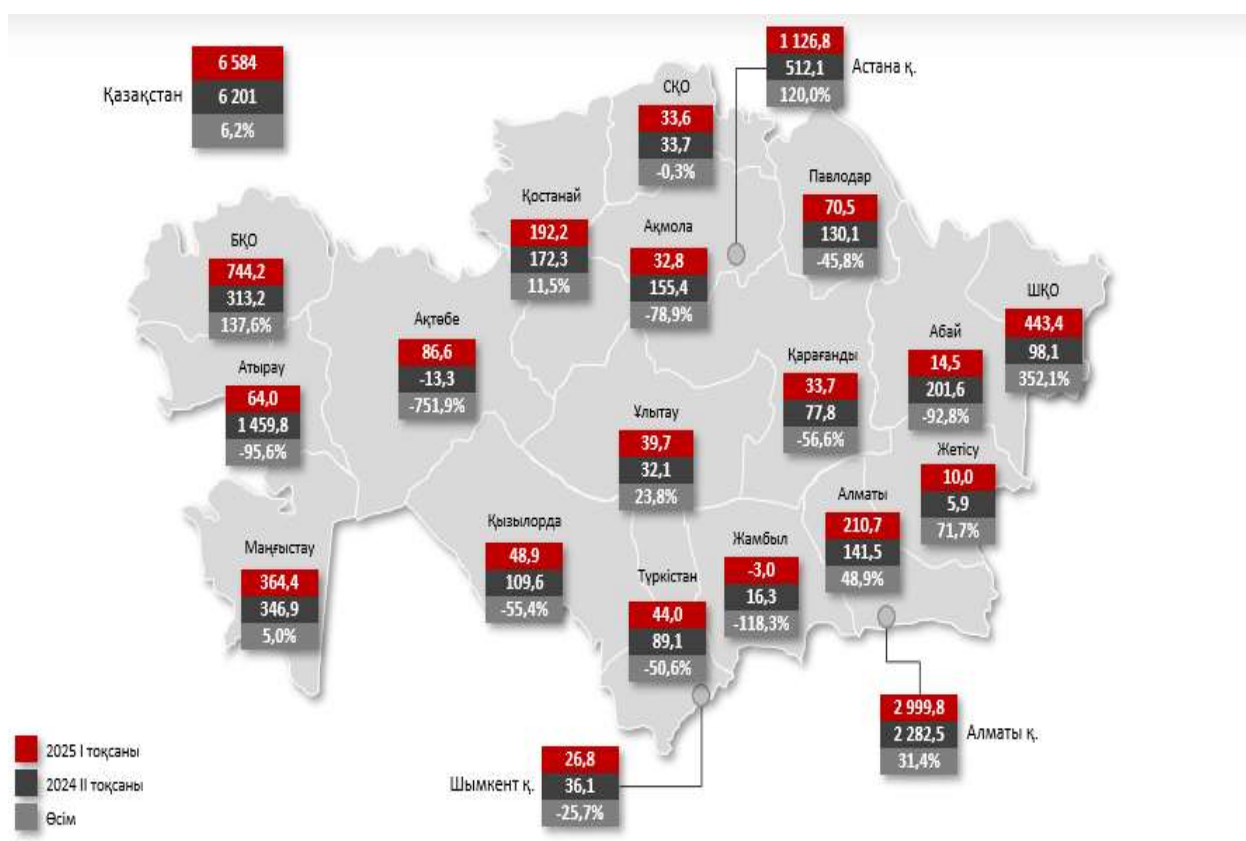 6 584
Қазақстан
6 201
6,2%
1 126,8
512,1
Астана қ.
120,0%
СҚО
33,6
33,7
-0,3%
Павлодар
70,5
130,1
-45,8%
Қостанай
192,2
172,3
11,5%
Ақмола
32,8
155,4
-78,9%
БҚО
744,2
313,2
137,6%
ШҚО
443,4
98,1
352,1%
Ақтөбе
86,6
-13,3
-751,9%
Абай
14,5
201,6
-92,8%
Қарағанды
33,7
77,8
-56,6%
Атырау
64,0
1 459,8
-95,6%
Ұлытау
39,7
32,1
23,8%
Жетісу
10,0
5,9
71,7%
Алматы
210,7
141,5
48,9%
Қызылорда
48,9
109,6
-55,4%
Жамбыл
-3,0
16,3
-118,3%
Маңғыстау
364,4
346,9
5,0%
Түркістан
44,0
89,1
-50,6%
2 999,8
2 282,5
Алматы қ.
31,4%
26,8
Шымкент қ.
36,1
-25,7%
2025 I тоқсаны
2024 II тоқсаны
Өсім